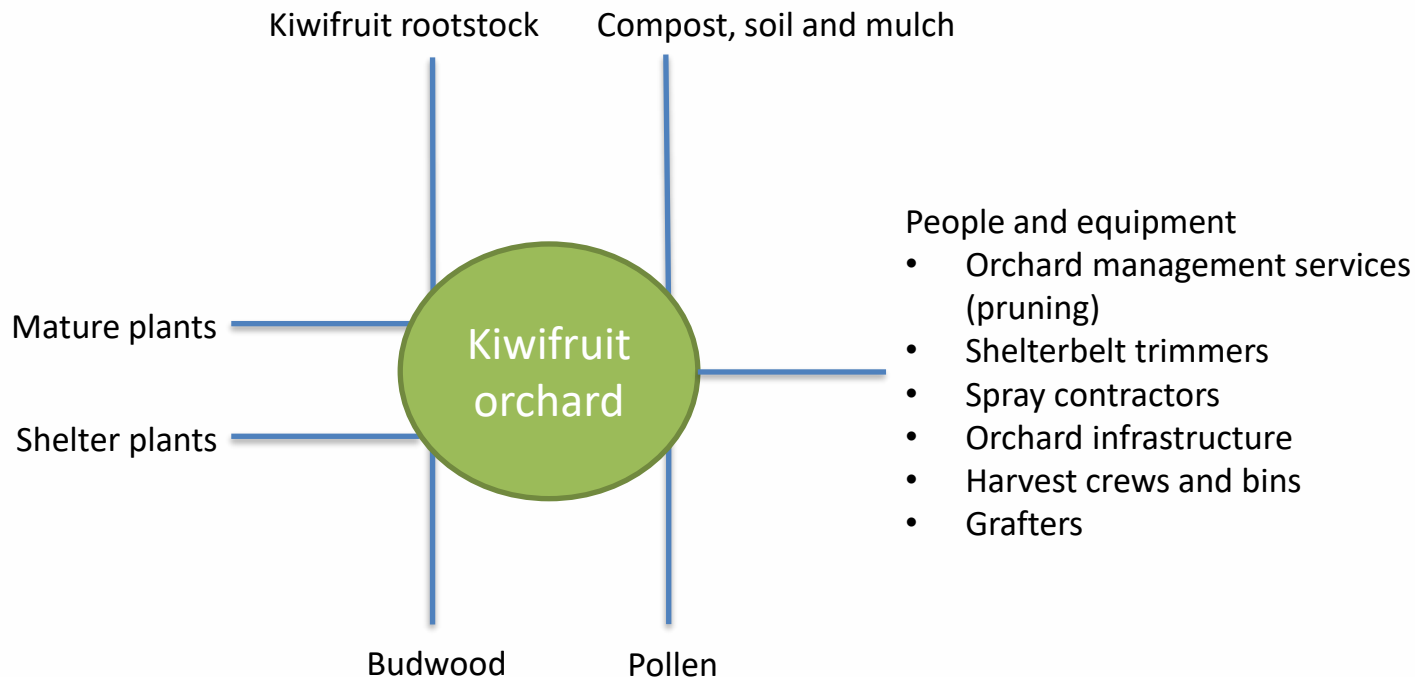 Kiwifruit rootstock
Compost, soil and mulch
People and equipment
• Orchard management services
(pruning)
• Shelterbelt trimmers
• Spray contractors
• Orchard infrastructure
• Harvest crews and bins
• Grafters
Mature plants
Kiwifruit
orchard
Shelter plants
Budwood
Pollen